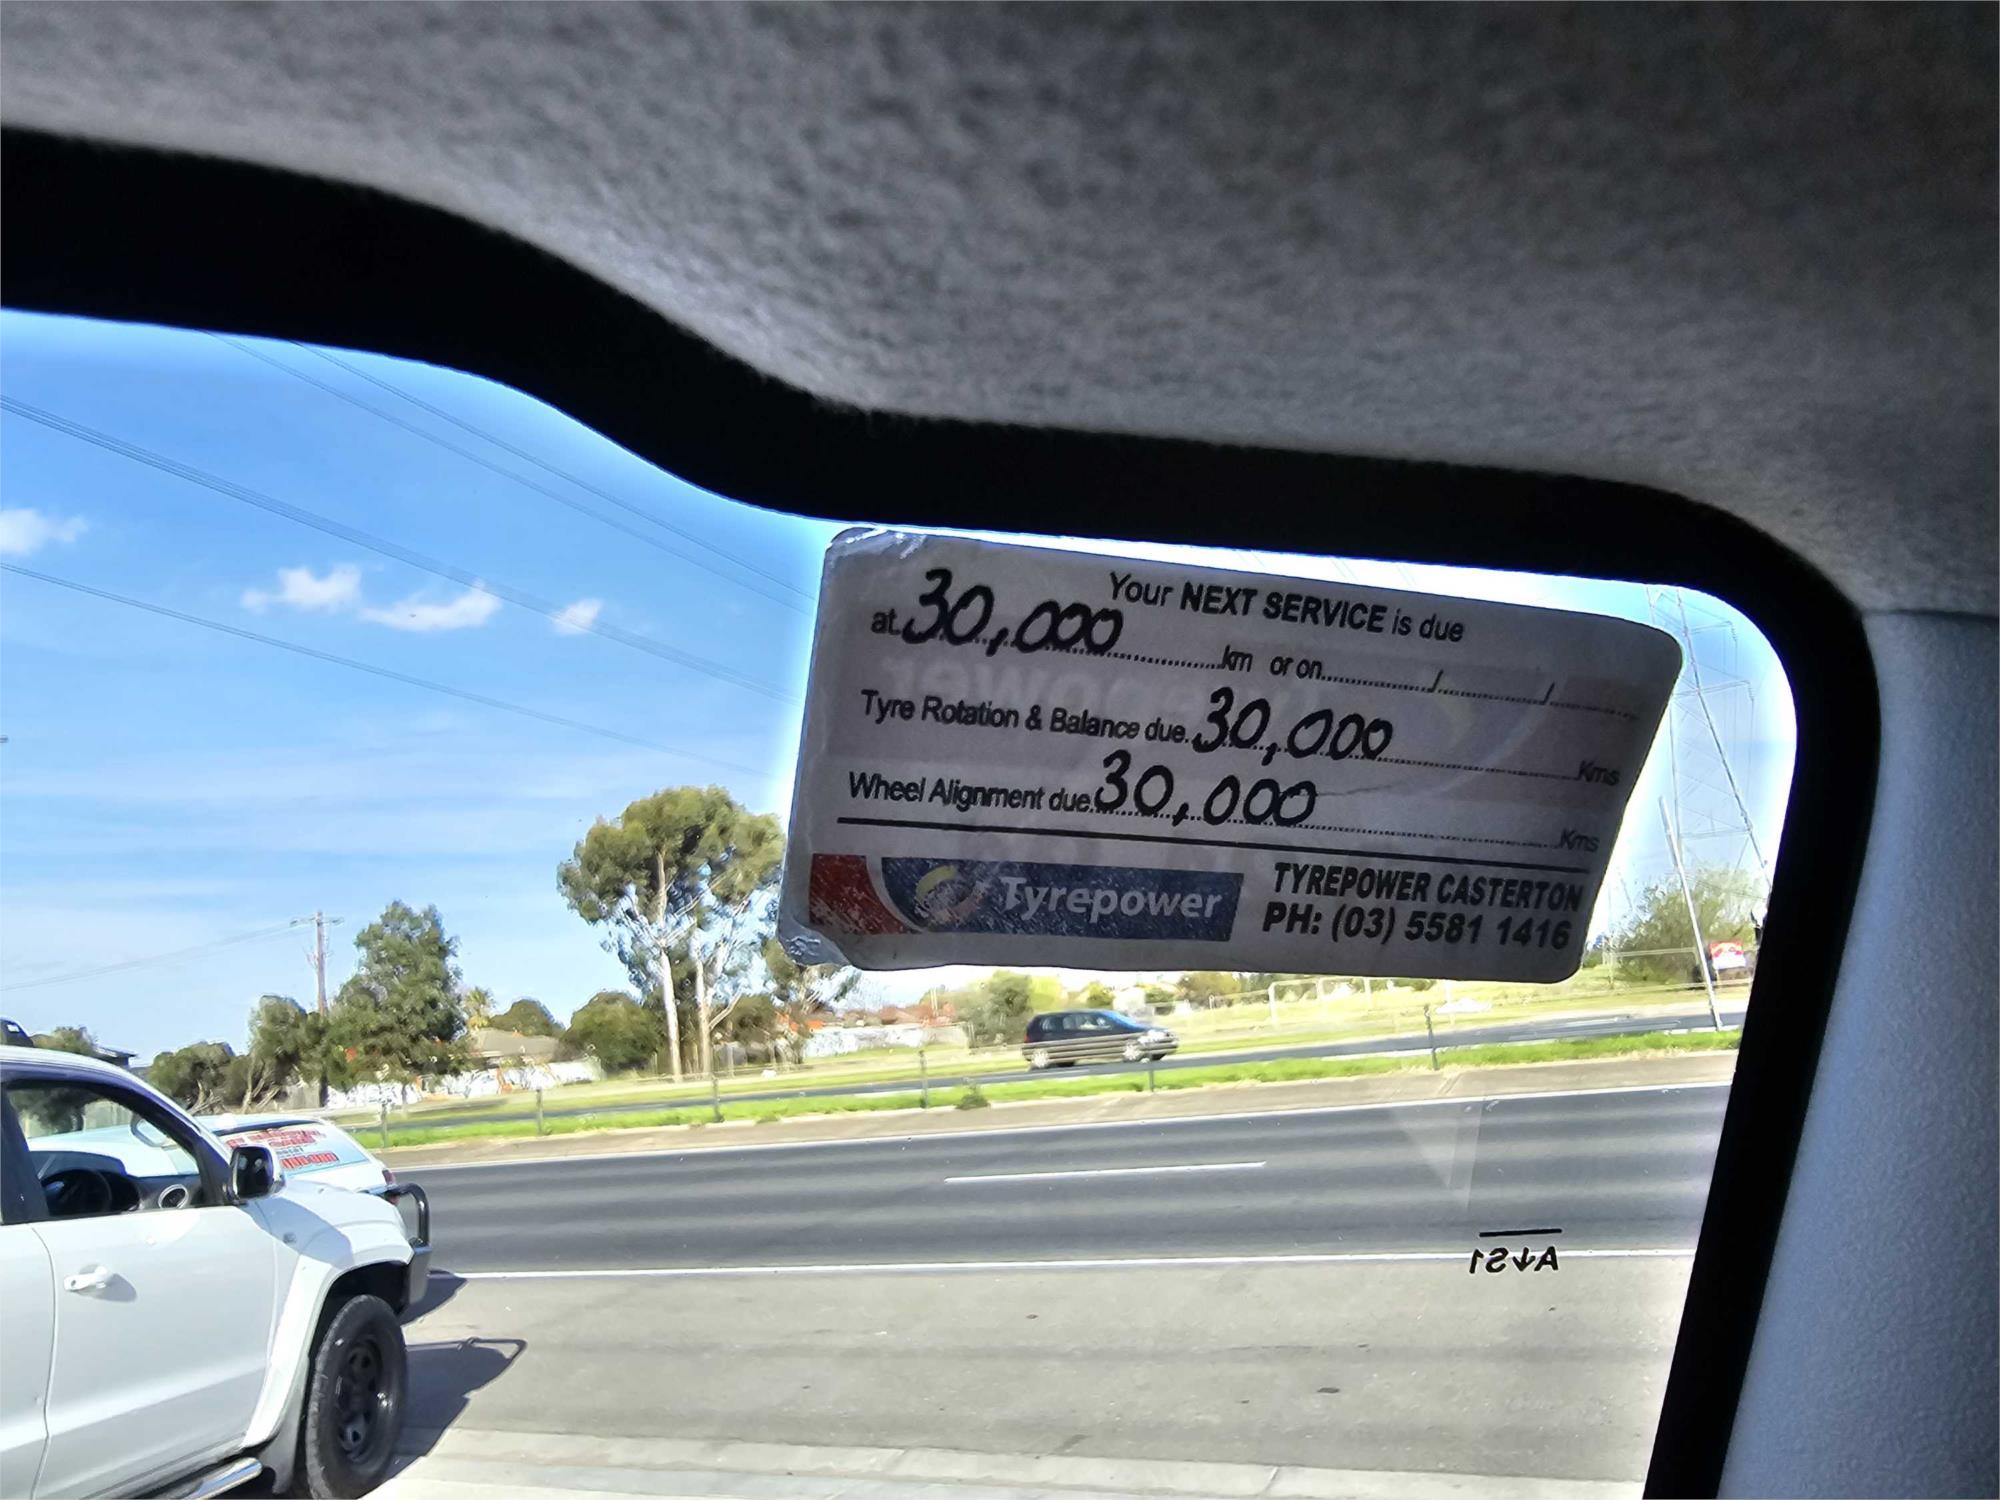 Your NEXT SERVICE is due
at 30,000 km or on / /
Tyre Rotation & Balance due 30,000 Kms
Wheel Alignment due 30,000 Kms
Tyrepower
TYREPOWER CASTERTON
PH: (03) 5581 1416
A↓S1